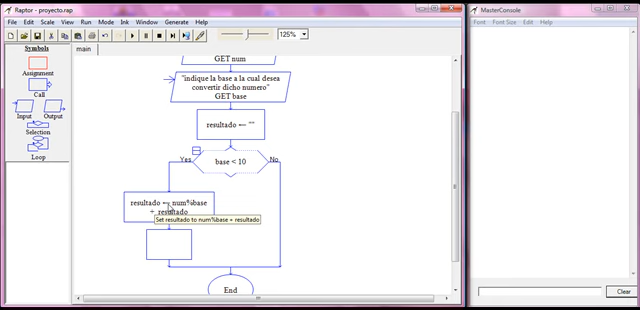 Raptor - proyecto.rap
MasterConsole
File Edit Scale View Run Mode Ink Window Generate Help
Font Font Size Edit Help
125%
Symbols
main
Assignment
Call
Input Output
Selection
Loop
GET num
"indique la base a la cual desea
convertir dicho numero"
GET base
resultado ← ""
Yes
base < 10
No
resultado ← num%base
+ resultado
Set resultado to num%base + resultado
End
Clear